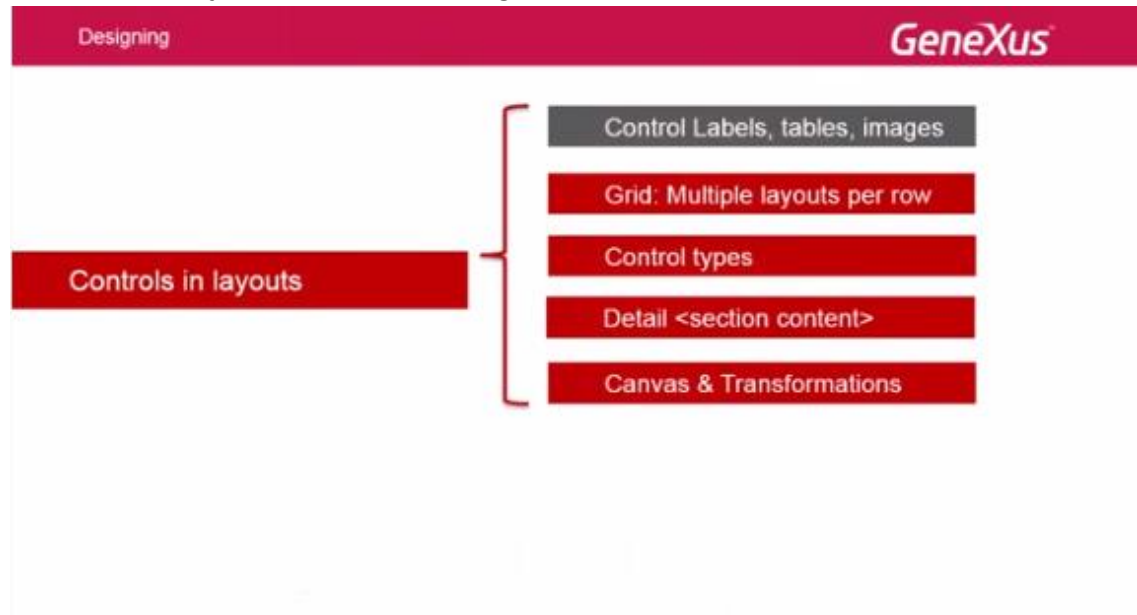 Designing
GeneXus
Control Labels, tables, images
Grid: Multiple layouts per row
Control types
Controls in layouts
Detail <section content>
Canvas & Transformations